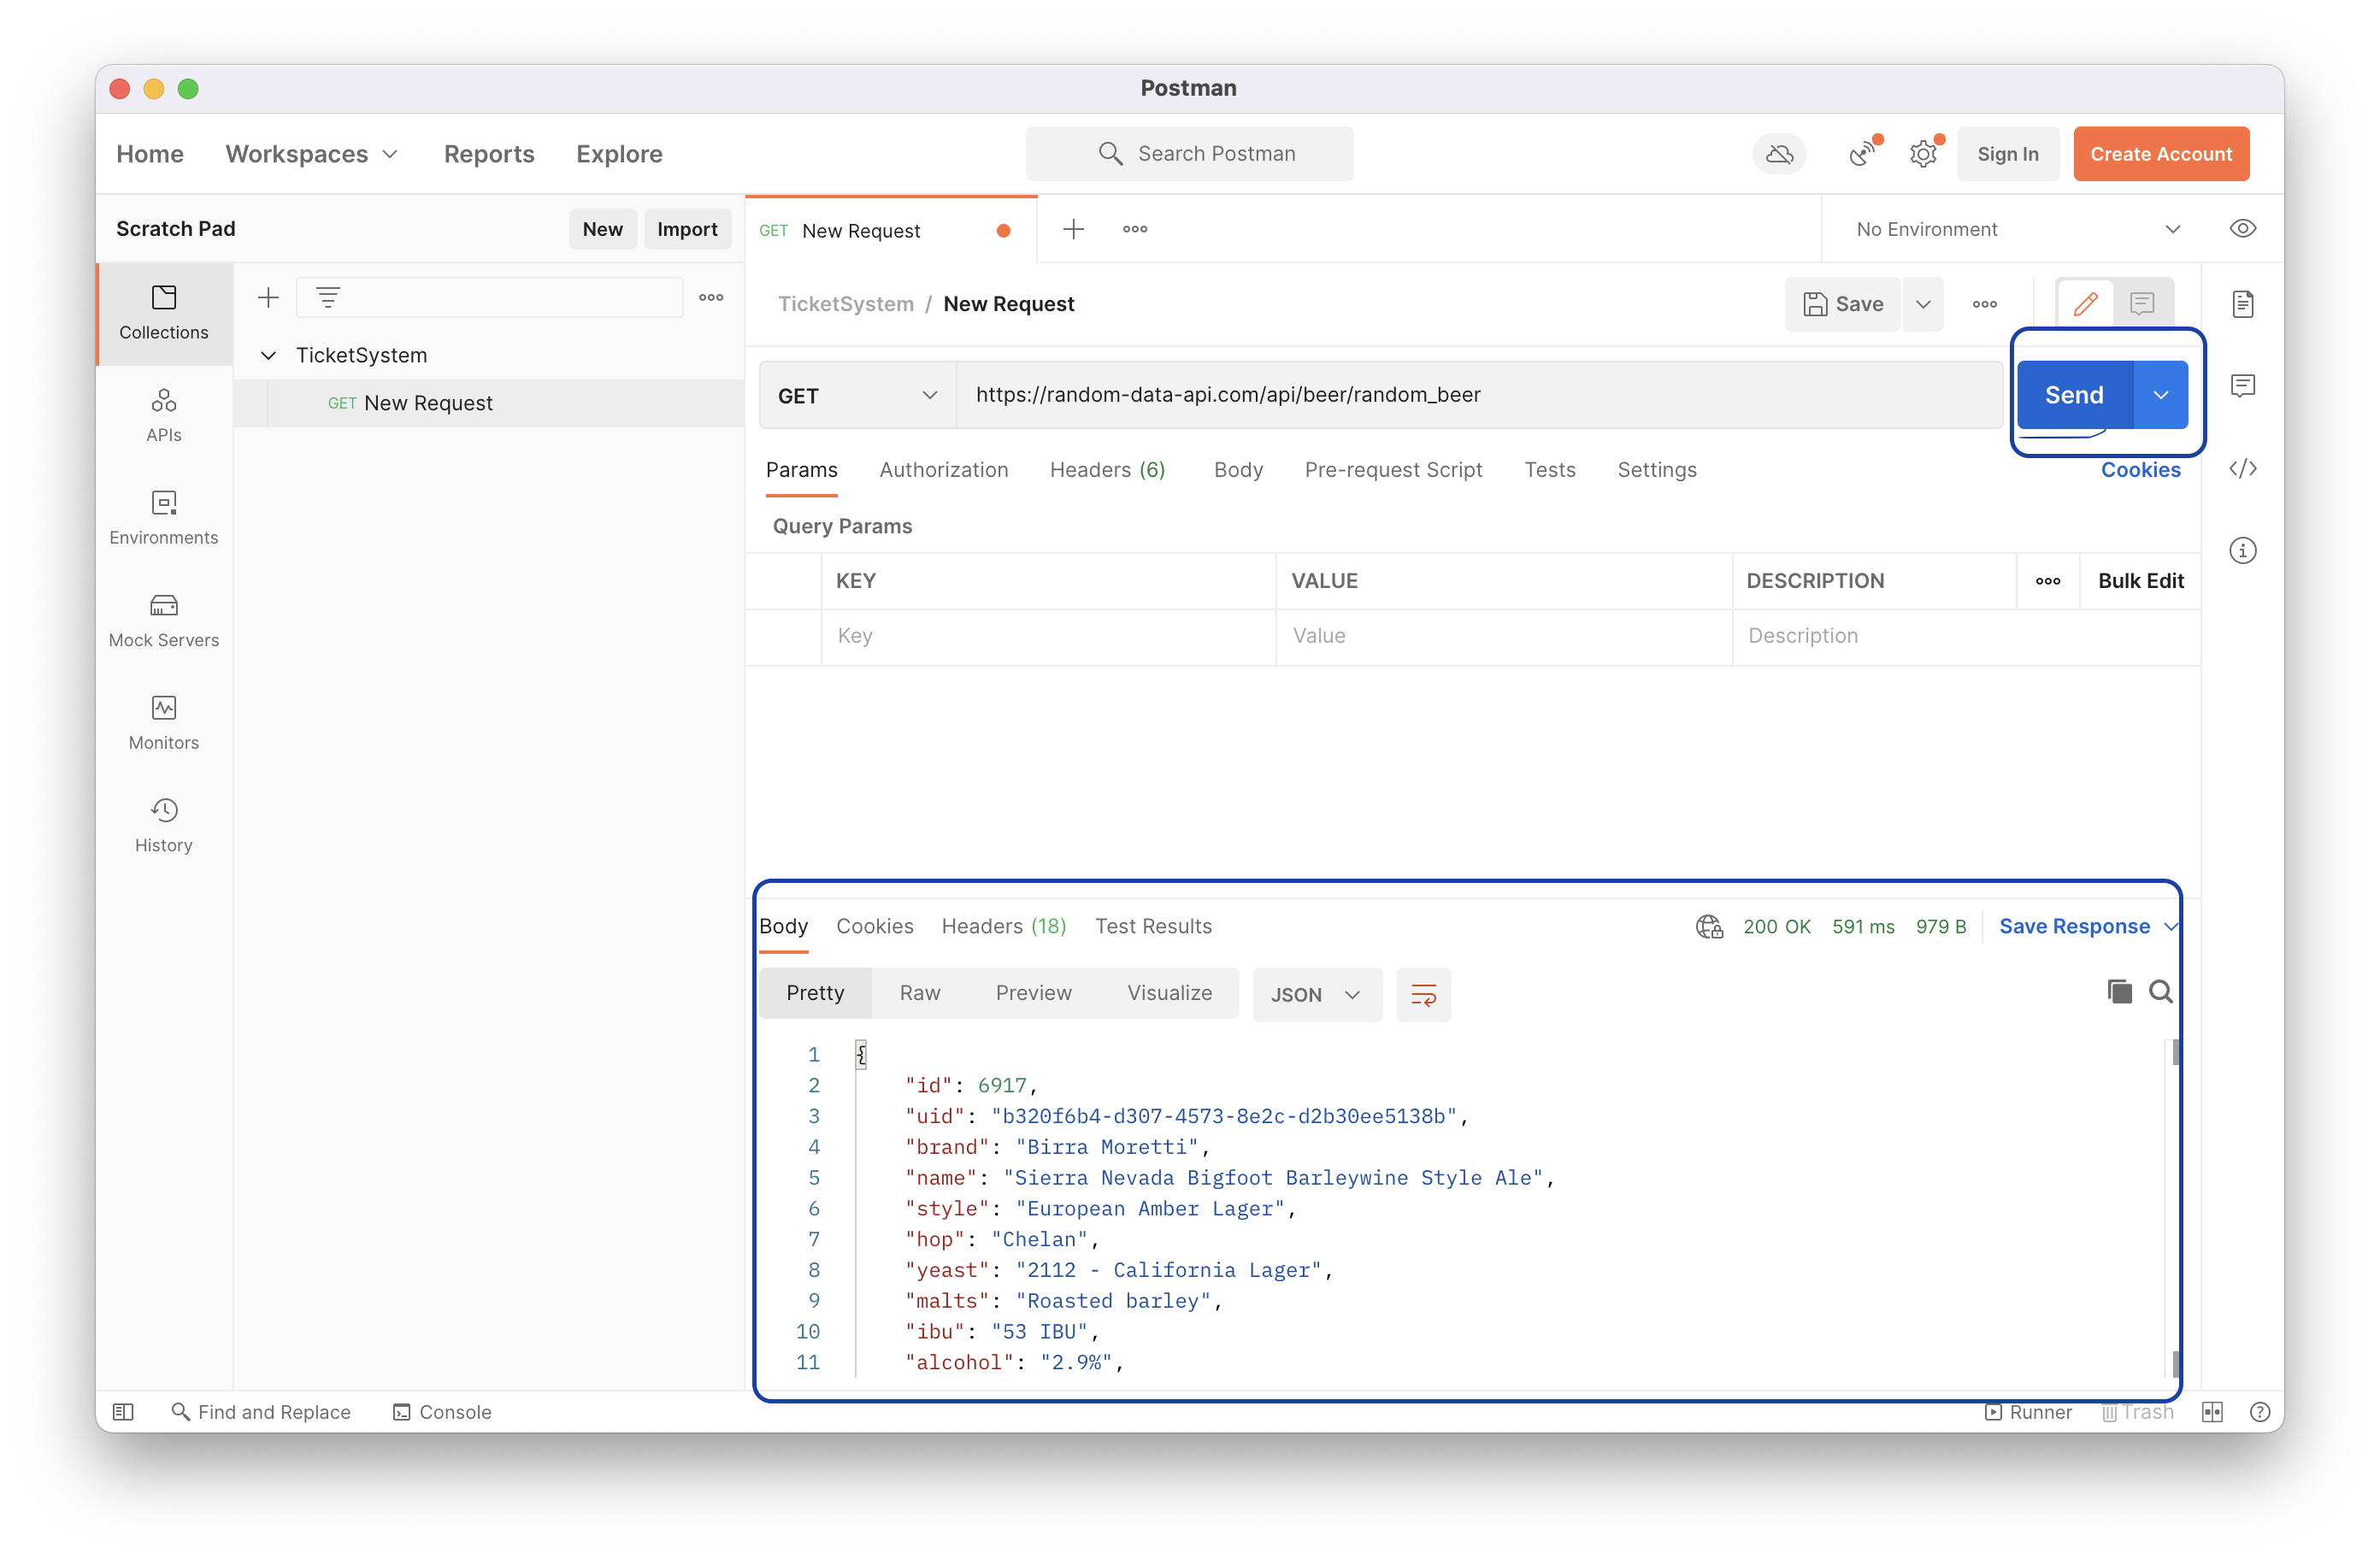 Postman
Home Workspaces Reports Explore Search Postman Sign In Create Account
Scratch Pad New Import
GET New Request No Environment
Collections
APIs
Environments
Mock Servers
Monitors
History
TicketSystem
GET New Request
TicketSystem / New Request Save
GET https://random-data-api.com/api/beer/random_beer Send
Params Authorization Headers (6) Body Pre-request Script Tests Settings Cookies
Query Params
KEY VALUE DESCRIPTION Bulk Edit
Key Value Description
Body Cookies Headers (18) Test Results 200 OK 591 ms 979 B Save Response
Pretty Raw Preview Visualize JSON
1 {
2 "id": 6917,
3 "uid": "b320f6b4-d307-4573-8e2c-d2b30ee5138b",
4 "brand": "Birra Moretti",
5 "name": "Sierra Nevada Bigfoot Barleywine Style Ale",
6 "style": "European Amber Lager",
7 "hop": "Chelan",
8 "yeast": "2112 - California Lager",
9 "malts": "Roasted barley",
10 "ibu": "53 IBU",
11 "alcohol": "2.9%",
Find and Replace Console Runner Trash